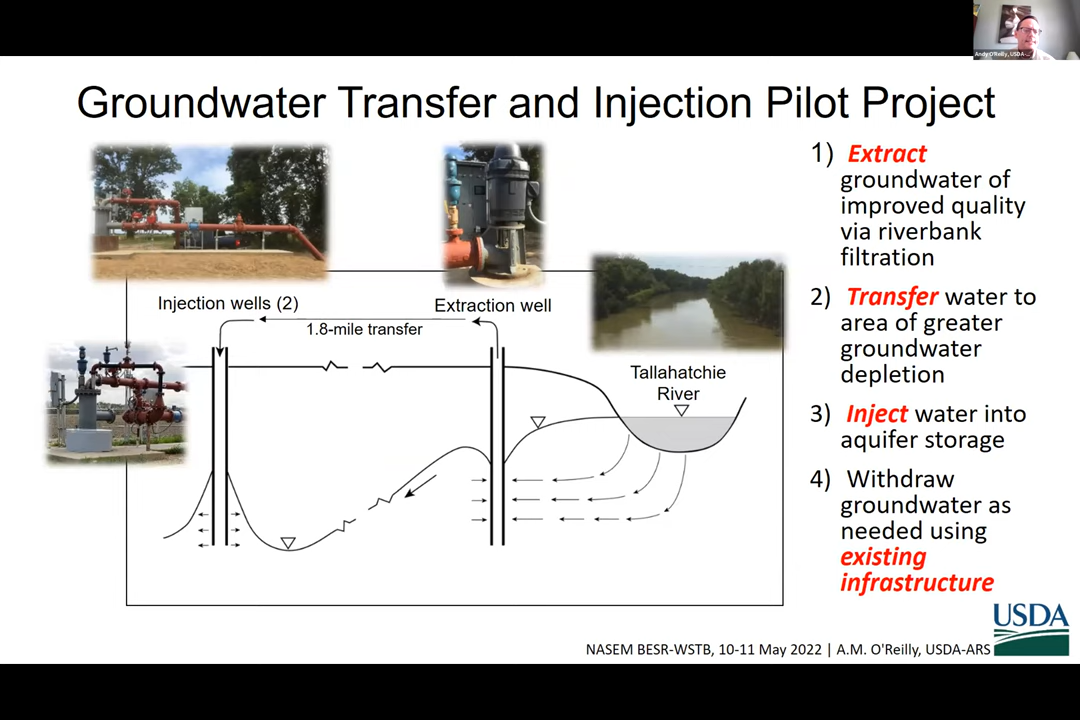 Andy O'Reilly, USDA-...
Groundwater Transfer and Injection Pilot Project
Injection wells (2)
Extraction well
1.8-mile transfer
Tallahatchie
River
1) Extract
groundwater of
improved quality
via riverbank
filtration
2) Transfer water to
area of greater
groundwater
depletion
3) Inject water into
aquifer storage
4) Withdraw
groundwater as
needed using
existing
infrastructure
USDA
NASEM BESR-WSTB, 10-11 May 2022 | A.M. O'Reilly, USDA-ARS